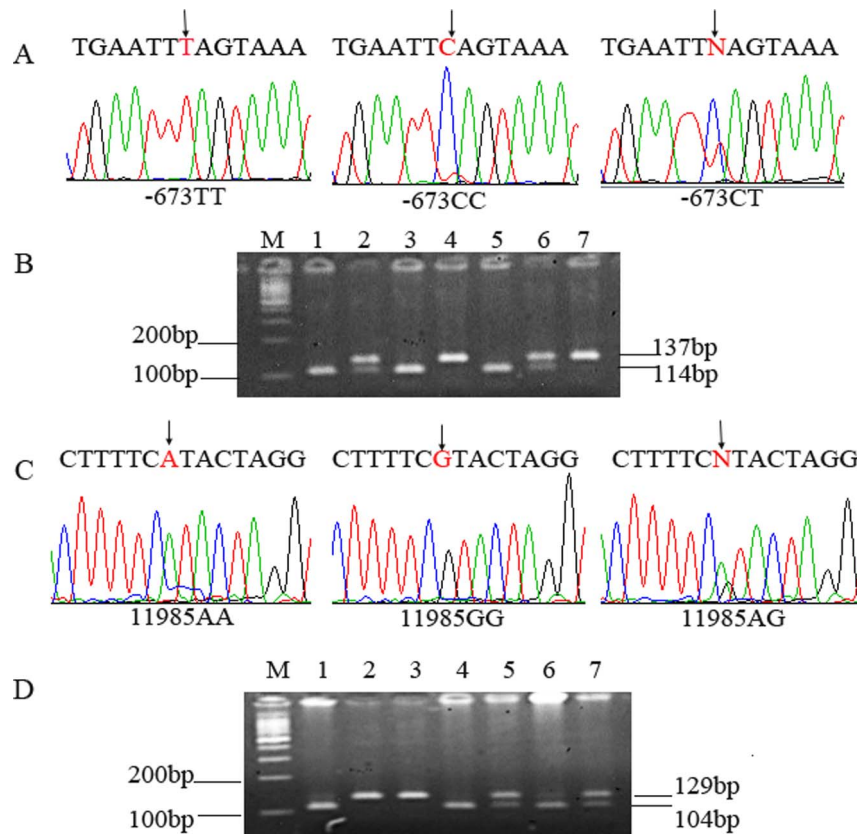 A
TGAATTTAGTAAA TGAATTCAGTAAA TGAATTNAGTAAA
-673TT -673CC -673CT
B
M 1 2 3 4 5 6 7
200bp 137bp
100bp 114bp
C
CTTTTCATACTAGG CTTTTCGTACTAGG CTTTTCNTACTAGG
11985AA 11985GG 11985AG
D
M 1 2 3 4 5 6 7
200bp 129bp
100bp 104bp